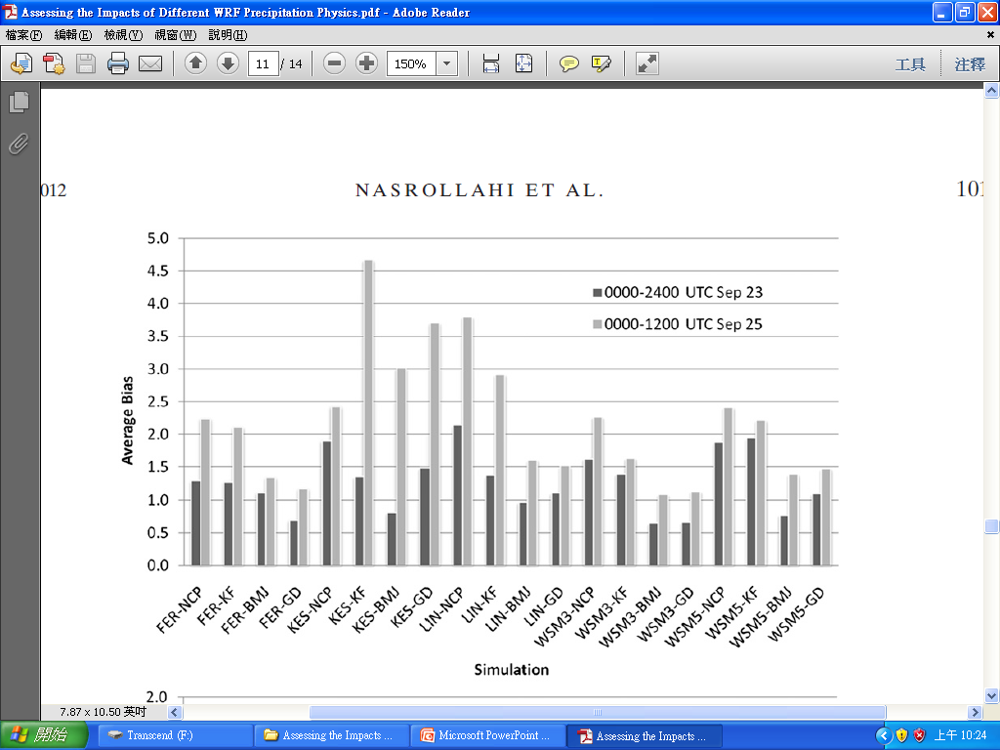 Assessing the Impacts of Different WRF Precipitation Physics.pdf - Adobe Reader
檔案(F) 編輯(E) 檢視(V) 視窗(W) 說明(H)
11 / 14 150% 工具 注釋
012 NASROLLAHI ET AL. 101
5.0
4.5
4.0
3.5
3.0
2.5
2.0
1.5
1.0
0.5
0.0
Average Bias
0000-2400 UTC Sep 23
0000-1200 UTC Sep 25
FER-NCP
FER-KF
FER-BMJ
FER-GD
KES-NCP
KES-KF
KES-BMJ
KES-GD
LIN-NCP
LIN-KF
LIN-BMJ
LIN-GD
WSM3-NCP
WSM3-KF
WSM3-BMJ
WSM3-GD
WSM5-NCP
WSM5-KF
WSM5-BMJ
WSM5-GD
Simulation
2.0
7.87 x 10.50 英吋
開始 Transcend (F:) Assessing the Impacts ... Microsoft PowerPoint ... Assessing the Impacts ... 上午 10:24